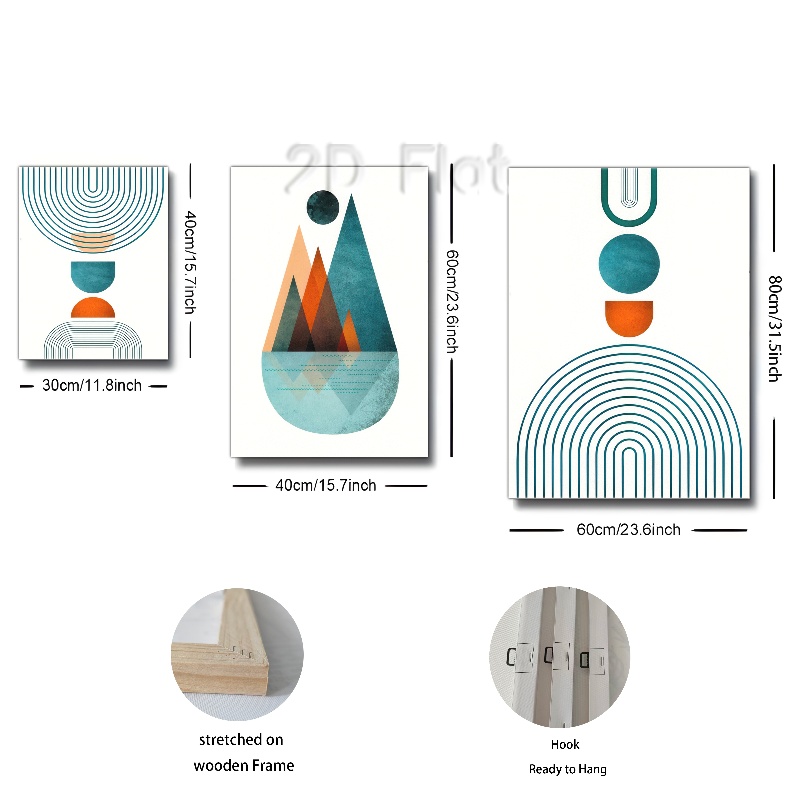 2D Flat
40cm/15.7inch
30cm/11.8inch
60cm/23.6inch
40cm/15.7inch
80cm/31.5inch
60cm/23.6inch
stretched on
wooden Frame
Hook
Ready to Hang